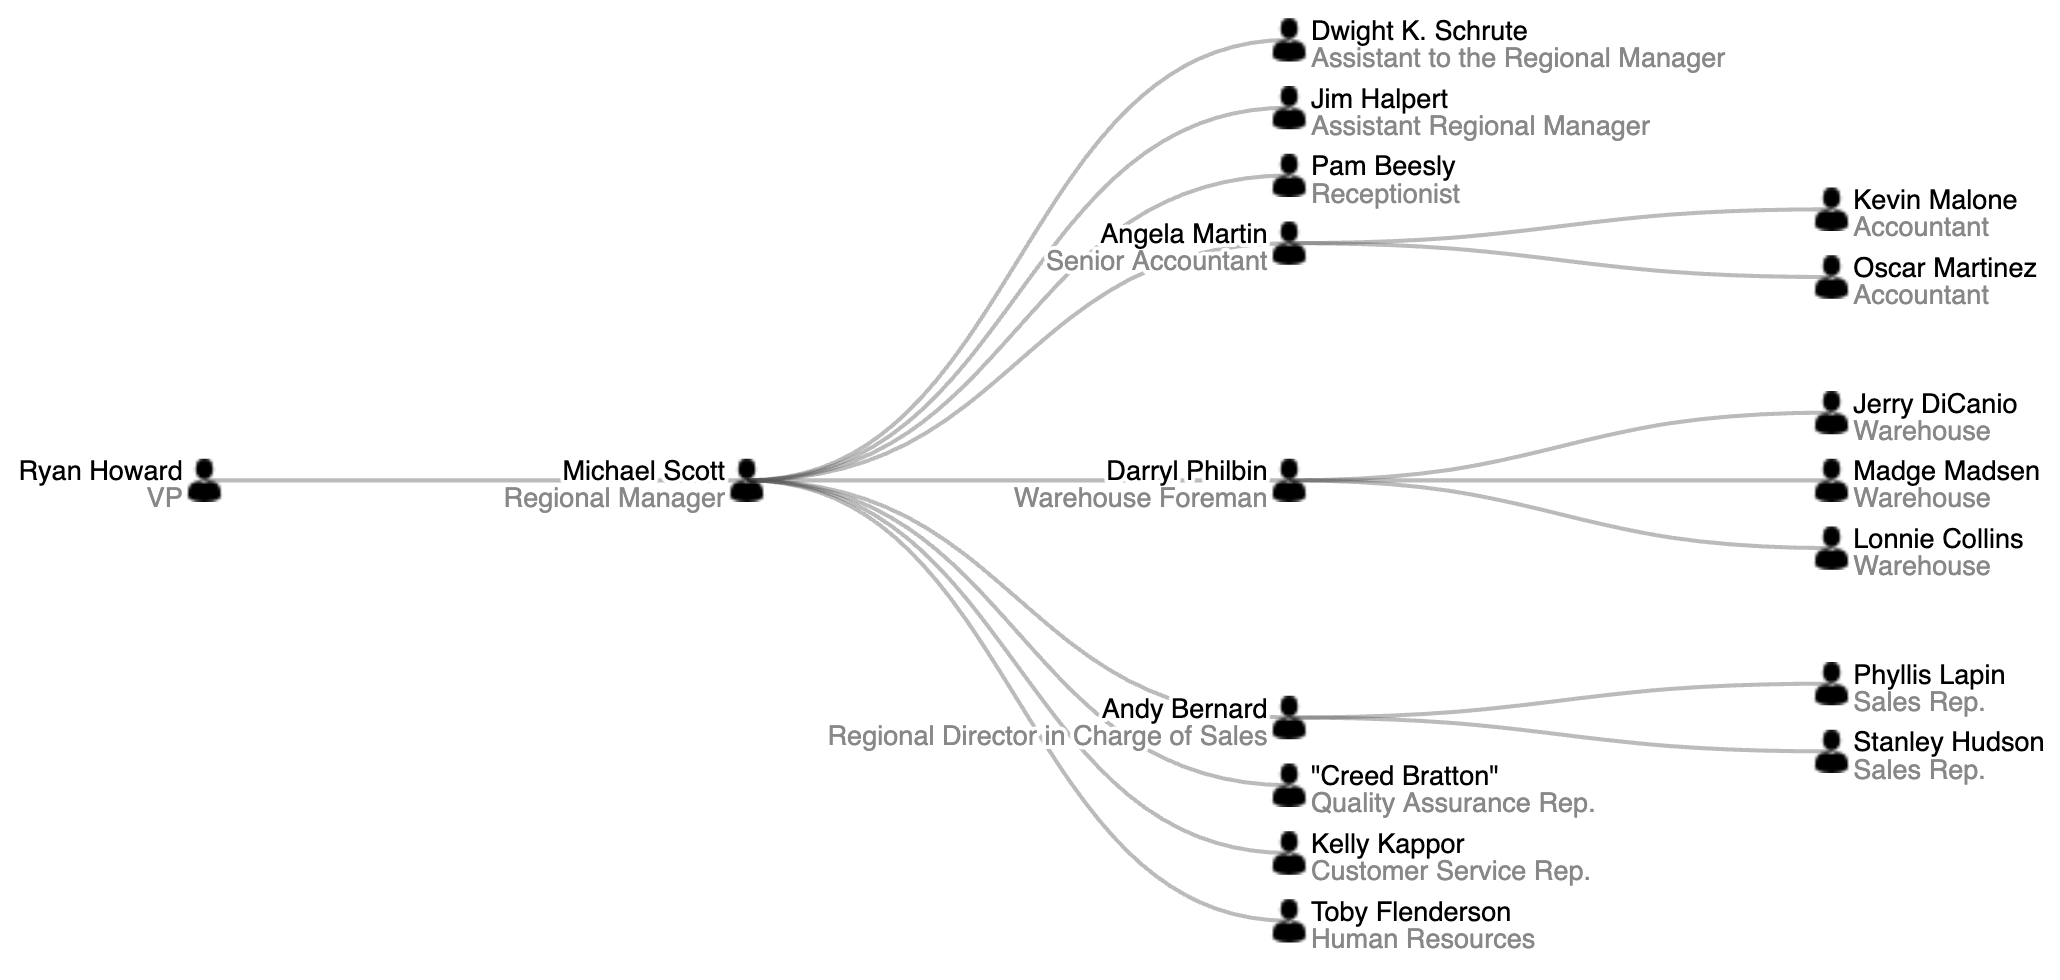 Dwight K. Schrute
Assistant to the Regional Manager
Jim Halpert
Assistant Regional Manager
Pam Beesly
Receptionist
Angela Martin
Senior Accountant
Kevin Malone
Accountant
Oscar Martinez
Accountant
Ryan Howard
VP
Michael Scott
Regional Manager
Darryl Philbin
Warehouse Foreman
Jerry DiCanio
Warehouse
Madge Madsen
Warehouse
Lonnie Collins
Warehouse
Andy Bernard
Regional Director in Charge of Sales
Phyllis Lapin
Sales Rep.
Stanley Hudson
Sales Rep.
"Creed Bratton"
Quality Assurance Rep.
Kelly Kappor
Customer Service Rep.
Toby Flenderson
Human Resources